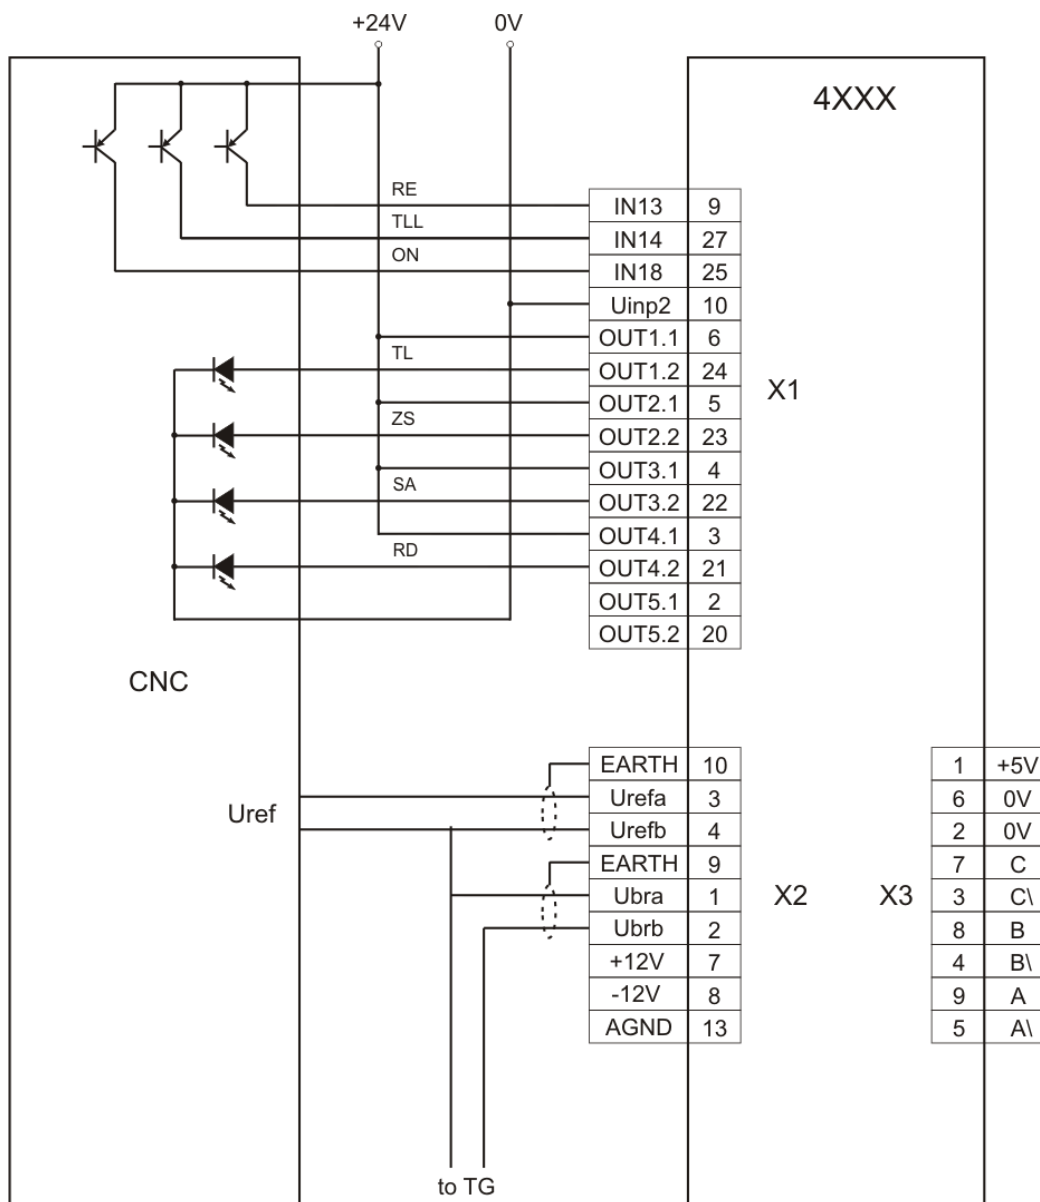 +24V 0V
4XXX
RE
IN13 9
TLL
IN14 27
ON
IN18 25
Uinp2 10
OUT1.1 6
TL
OUT1.2 24
X1
OUT2.1 5
ZS
OUT2.2 23
OUT3.1 4
SA
OUT3.2 22
OUT4.1 3
RD
OUT4.2 21
OUT5.1 2
OUT5.2 20
CNC
EARTH 10
Urefa 3
Uref
Urefb 4
EARTH 9
Ubra 1
X2
Ubrb 2
+12V 7
-12V 8
AGND 13
X3
1 +5V
6 0V
2 0V
7 C
3 C\
8 B
4 B\
9 A
5 A\
to TG